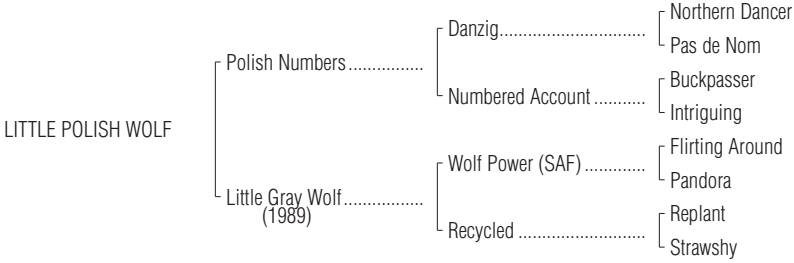 Northern Dancer
Danzig..............................
Pas de Nom
Polish Numbers................
Buckpasser
Numbered Account...........
Intriguing
LITTLE POLISH WOLF
Flirting Around
Wolf Power (SAF).............
Pandora
Little Gray Wolf.................
(1989)
Replant
Recycled...........................
Strawshy